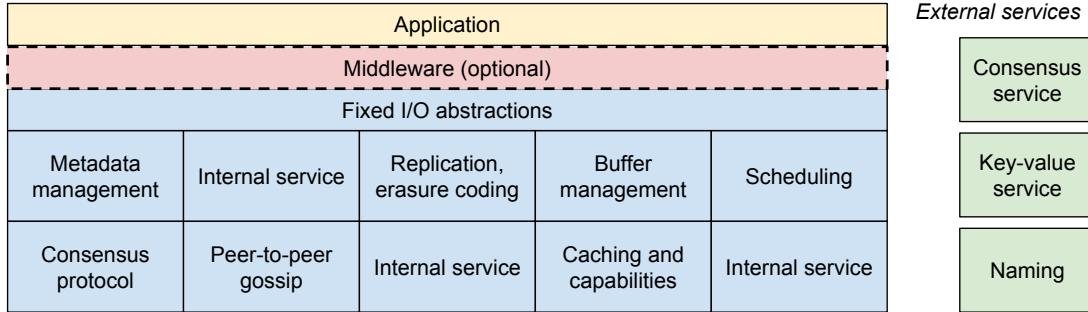 Application
Middleware (optional)
Fixed I/O abstractions
Metadata
management
Internal service
Replication,
erasure coding
Buffer
management
Scheduling
Consensus
protocol
Peer-to-peer
gossip
Internal service
Caching and
capabilities
Internal service
External services
Consensus
service
Key-value
service
Naming